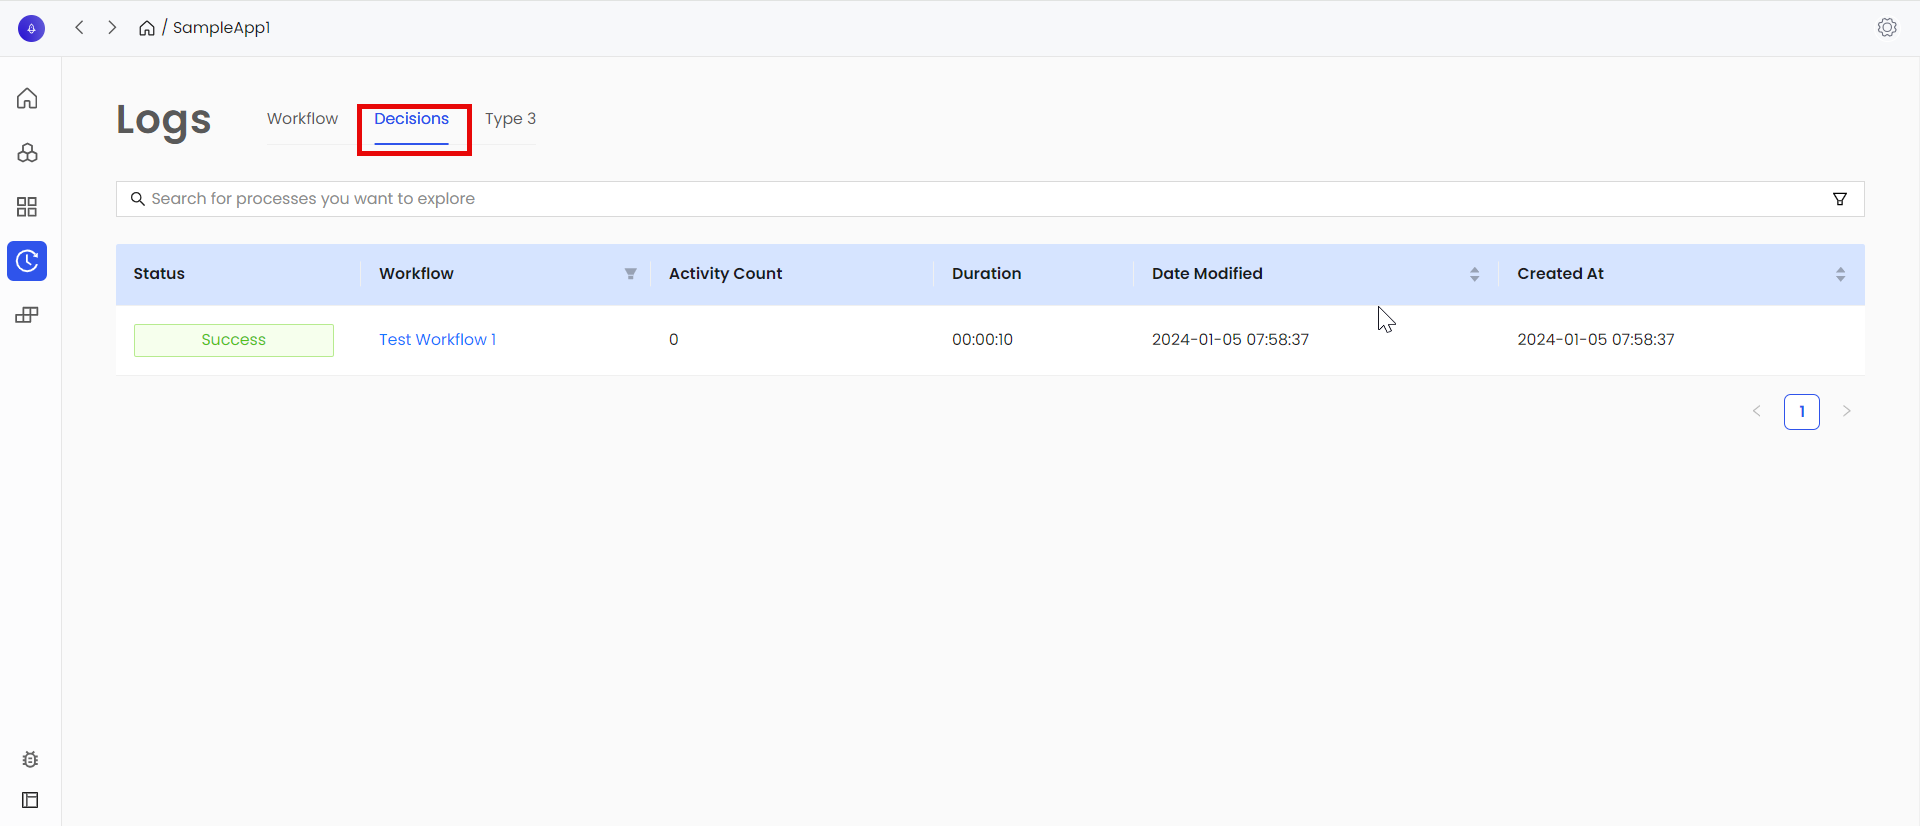 / SampleApp1
Logs
Workflow Decisions Type 3
Search for processes you want to explore
Status Workflow Activity Count Duration Date Modified Created At
Success Test Workflow 1 0 00:00:10 2024-01-05 07:58:37 2024-01-05 07:58:37
1